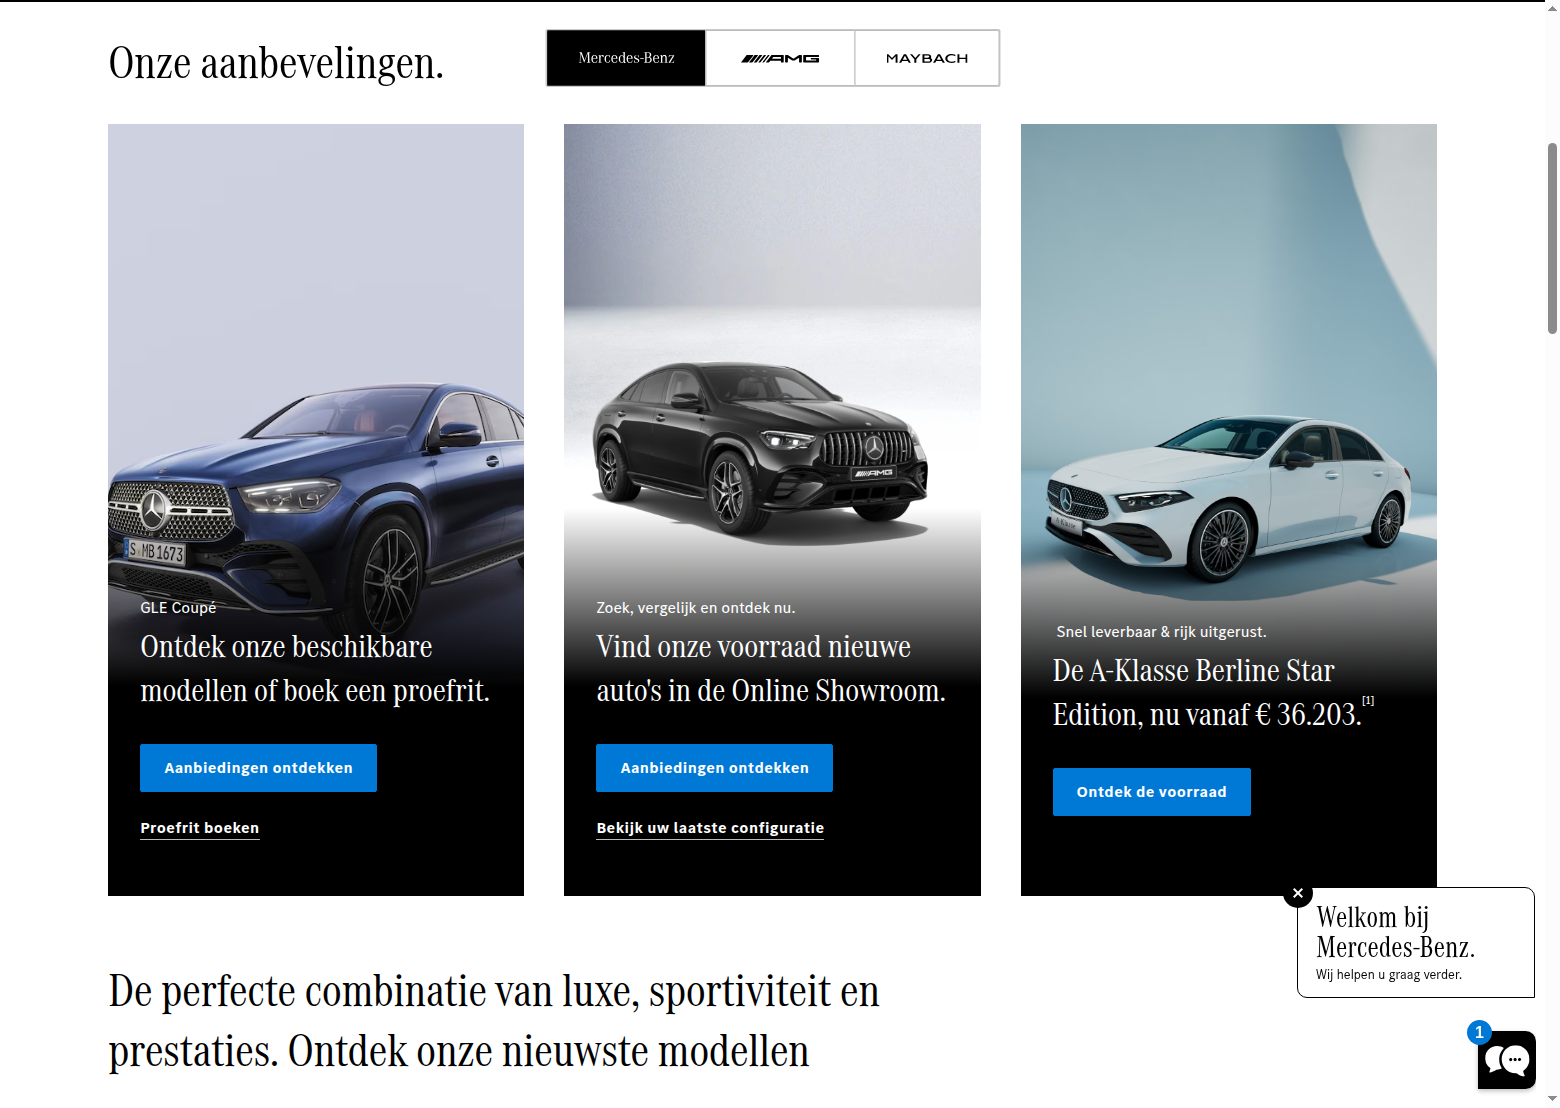 Onze aanbevelingen.
Mercedes-Benz
AMG
MAYBACH
S MB 1673
GLE Coupé
Ontdek onze beschikbare
modellen of boek een proefrit.
Aanbiedingen ontdekken
Proefrit boeken
AMG
Zoek, vergelijk en ontdek nu.
Vind onze voorraad nieuwe
auto's in de Online Showroom.
Aanbiedingen ontdekken
Bekijk uw laatste configuratie
A-Klasse
Snel leverbaar & rijk uitgerust.
De A-Klasse Berline Star
Edition, nu vanaf € 36.203.[1]
Ontdek de voorraad
Welkom bij
Mercedes-Benz.
Wij helpen u graag verder.
De perfecte combinatie van luxe, sportiviteit en
prestaties. Ontdek onze nieuwste modellen
1